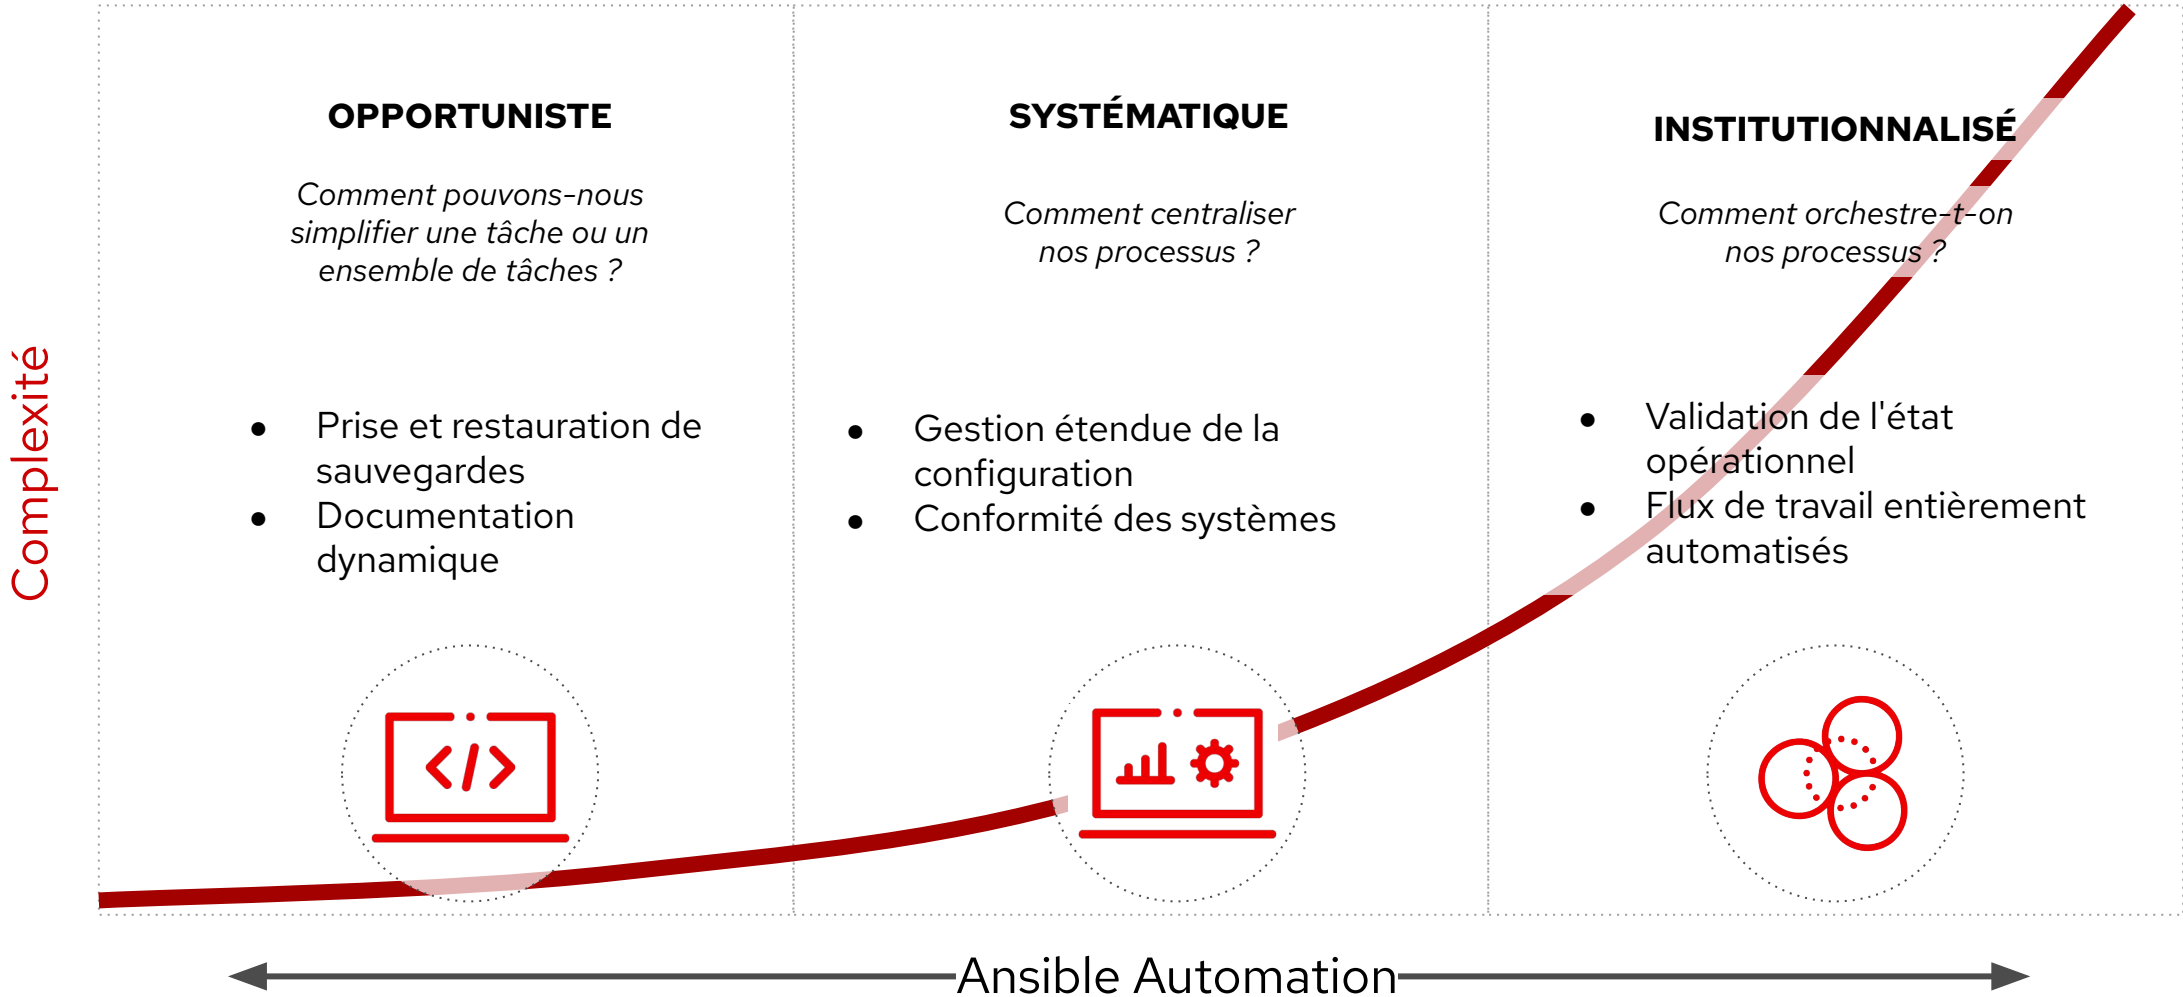 Complexité
OPPORTUNISTE
Comment pouvons-nous
simplifier une tâche ou un
ensemble de tâches ?
● Prise et restauration de
sauvegardes
● Documentation
dynamique
SYSTÉMATIQUE
Comment centraliser
nos processus ?
● Gestion étendue de la
configuration
● Conformité des systèmes
INSTITUTIONNALISÉ
Comment orchestre-t-on
nos processus ?
● Validation de l'état
opérationnel
● Flux de travail entièrement
automatisés
</>
Ansible Automation